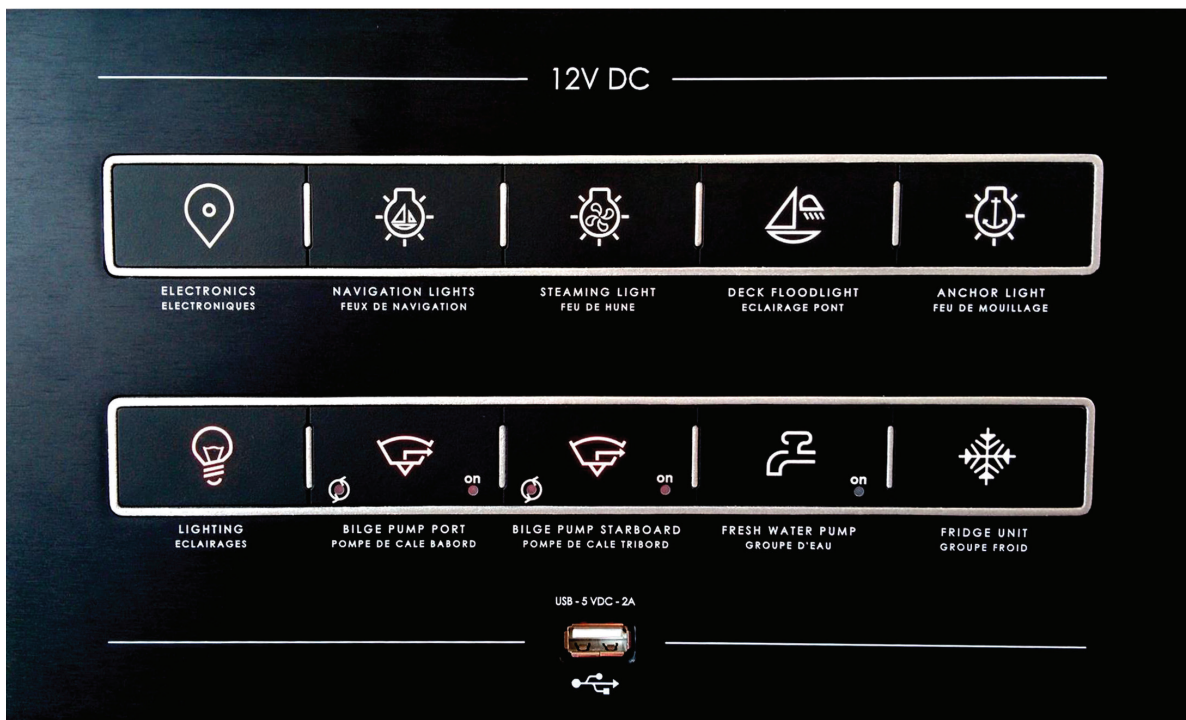 12V DC
ELECTRONICS
ELECTRONIQUES
NAVIGATION LIGHTS
FEUX DE NAVIGATION
STEAMING LIGHT
FEU DE HUNE
DECK FLOODLIGHT
ECLAIRAGE PONT
ANCHOR LIGHT
FEU DE MOUILLAGE
on
on
on
LIGHTING
ECLAIRAGES
BILGE PUMP PORT
POMPE DE CALE BABORD
BILGE PUMP STARBOARD
POMPE DE CALE TRIBORD
FRESH WATER PUMP
GROUPE D'EAU
FRIDGE UNIT
GROUPE FROID
USB - 5 VDC - 2A